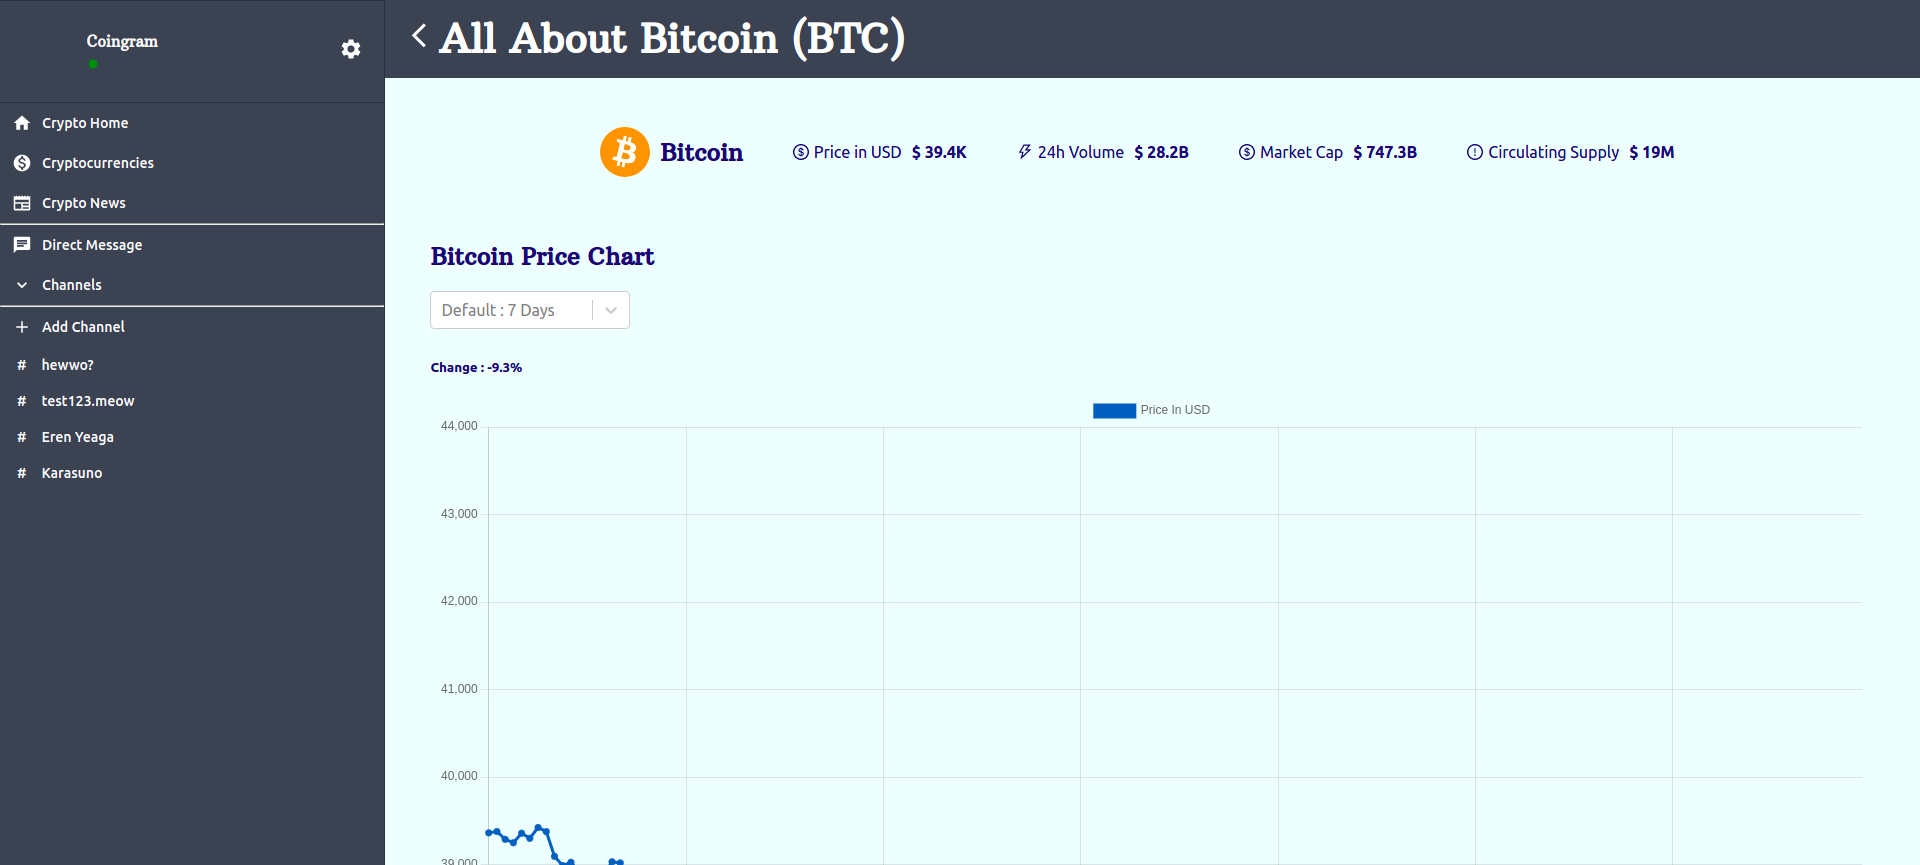 Coingram
Crypto Home
Cryptocurrencies
Crypto News
Direct Message
Channels
Add Channel
# hewwo?
# test123.meow
# Eren Yeaga
# Karasuno
All About Bitcoin (BTC)
Bitcoin Price in USD $ 39.4K 24h Volume $ 28.2B Market Cap $ 747.3B Circulating Supply $ 19M
Bitcoin Price Chart
Default : 7 Days
Change : -9.3%
Price In USD
44,000
43,000
42,000
41,000
40,000
39,000